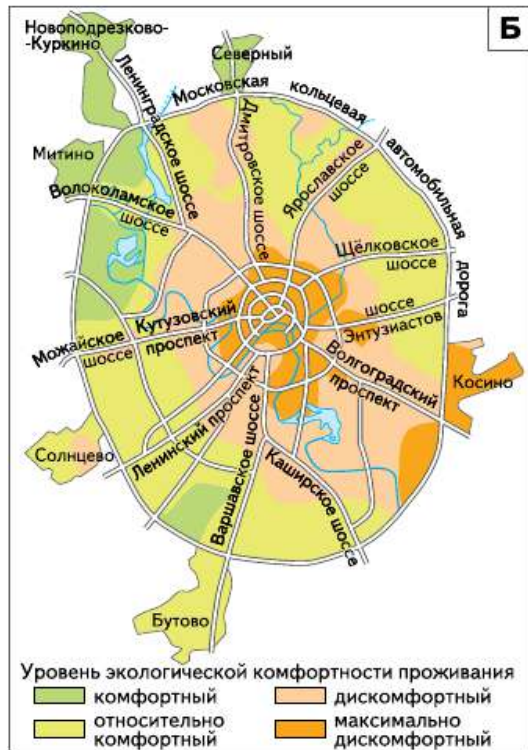 Б
Новоподрезково-
-Куркино
Северный
Ленинградское шоссе
Московская кольцевая автомобильная дорога
Митино
Дмитровское шоссе
Ярославское
шоссе
Волоколамское
шоссе
Щёлковское
шоссе
шоссе
Энтузиастов
Кутузовский
проспект
Можайское
шоссе
Волгоградский
проспект
Косино
Солнцево
Ленинский проспект
Варшавское шоссе
Каширское шоссе
Бутово
Уровень экологической комфортности проживания
комфортный
дискомфортный
относительно
комфортный
максимально
дискомфортный